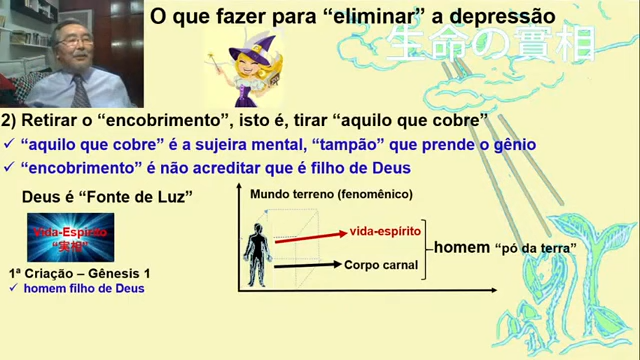 O que fazer para “eliminar” a depressão
生命の實相
2) Retirar o “encobrimento”, isto é, tirar “aquilo que cobre”
✓ “aquilo que cobre” é a sujeira mental, “tampão” que prende o gênio
✓ “encobrimento” é não acreditar que é filho de Deus
Deus é “Fonte de Luz”
Vida-Espírito
“実相”
1ª Criação – Gênesis 1
✓ homem filho de Deus
Mundo terreno (fenomênico)
vida-espírito
Corpo carnal
homem “pó da terra”